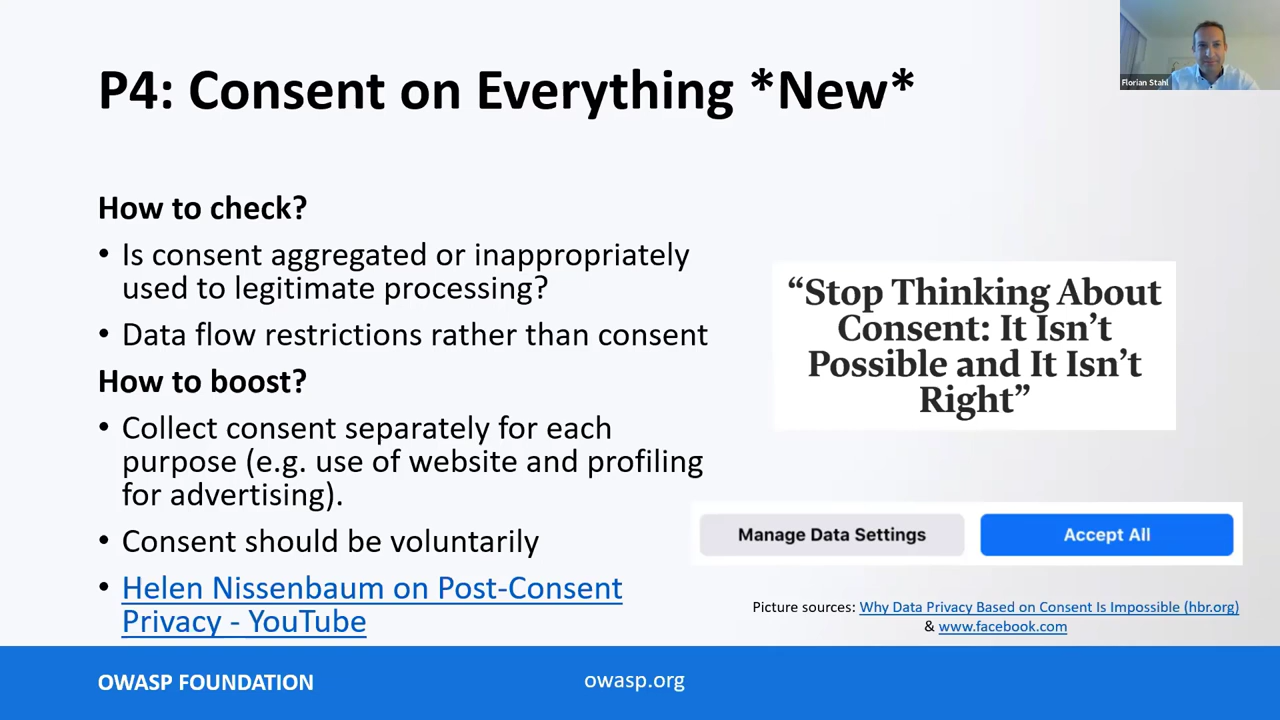 P4: Consent on Everything *New*
Florian Stahl
How to check?
• Is consent aggregated or inappropriately
used to legitimate processing?
• Data flow restrictions rather than consent
How to boost?
• Collect consent separately for each
purpose (e.g. use of website and profiling
for advertising).
• Consent should be voluntarily
• Helen Nissenbaum on Post-Consent
Privacy - YouTube
“Stop Thinking About
Consent: It Isn’t
Possible and It Isn’t
Right”
Manage Data Settings
Accept All
Picture sources: Why Data Privacy Based on Consent Is Impossible (hbr.org)
& www.facebook.com
OWASP FOUNDATION
owasp.org